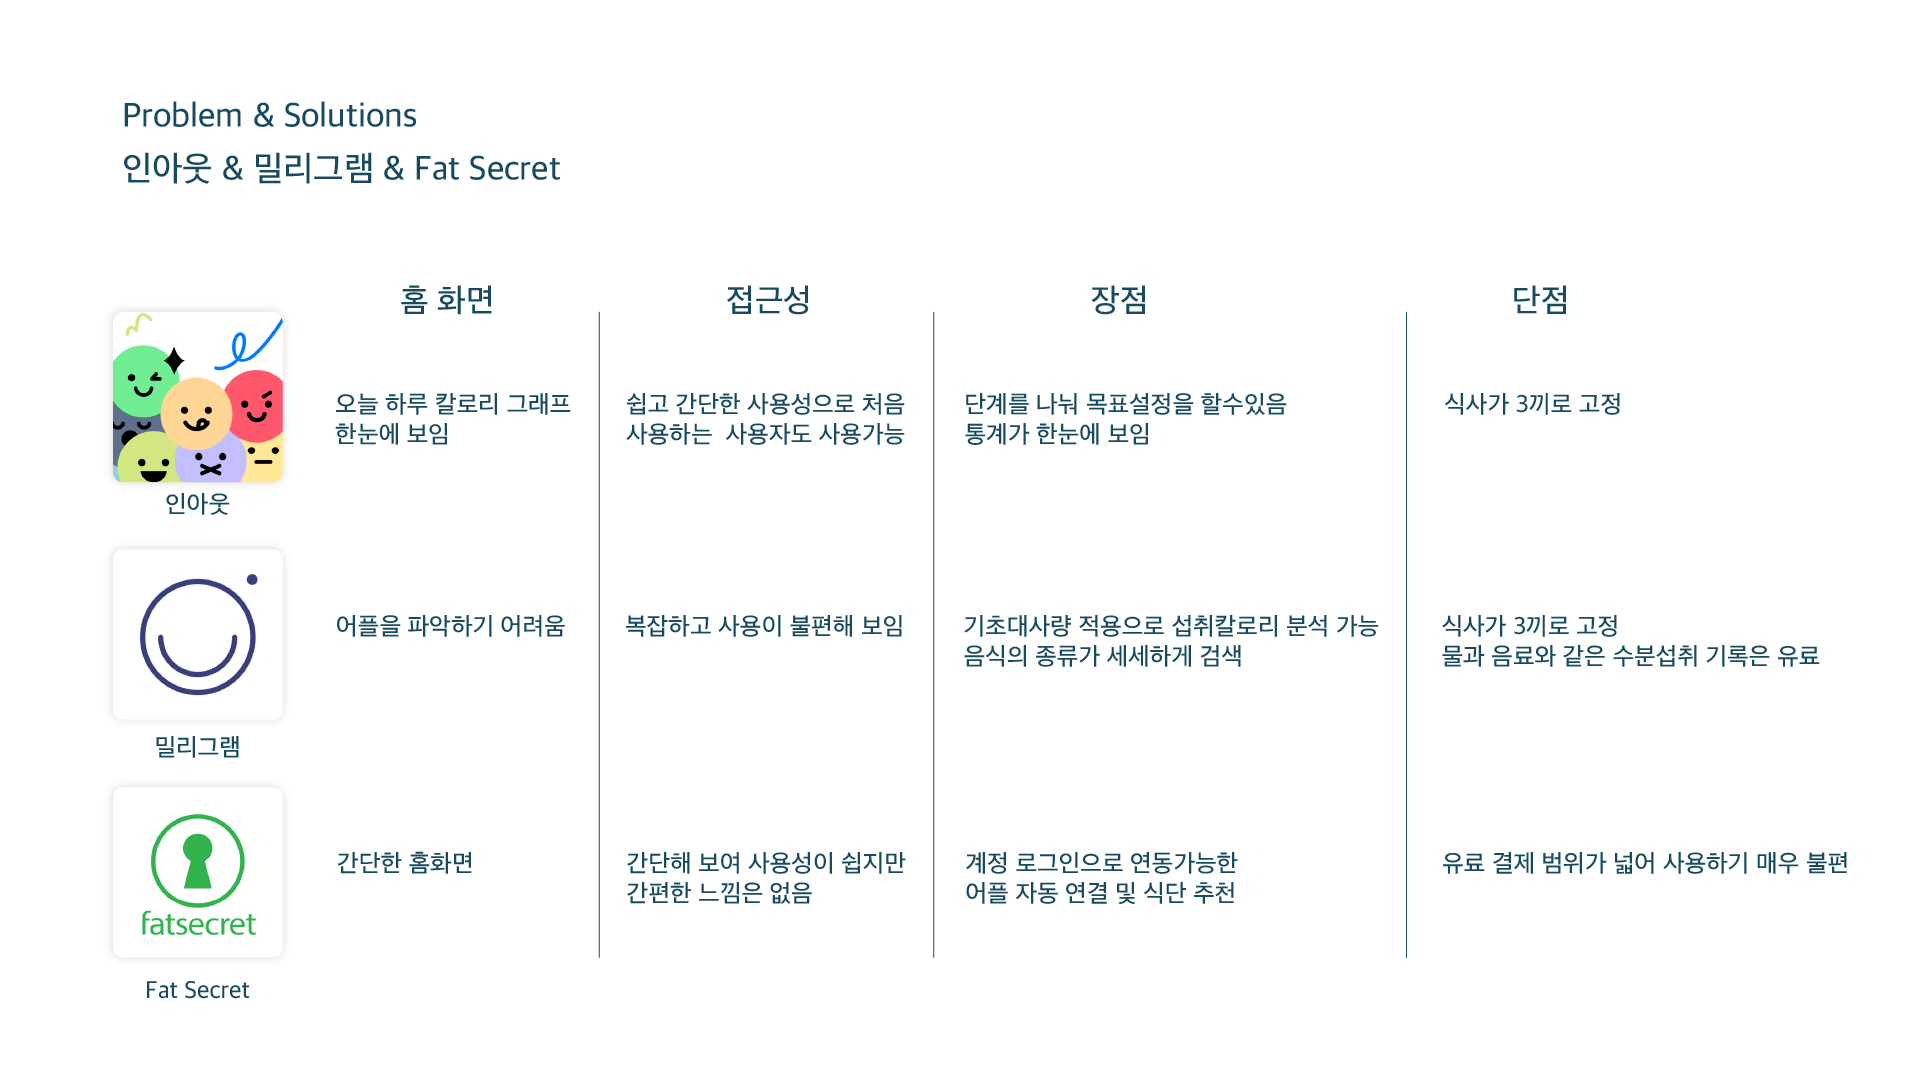 Problem & Solutions
인아웃 & 밀리그램 & Fat Secret
홈 화면
접근성
장점
단점
인아웃
오늘 하루 칼로리 그래프
한눈에 보임
쉽고 간단한 사용성으로 처음
사용하는  사용자도 사용가능
단계를 나눠 목표설정을 할수있음
통계가 한눈에 보임
식사가 3끼로 고정
밀리그램
어플을 파악하기 어려움
복잡하고 사용이 불편해 보임
기초대사량 적용으로 섭취칼로리 분석 가능
음식의 종류가 세세하게 검색
식사가 3끼로 고정
물과 음료와 같은 수분섭취 기록은 유료
fatsecret
Fat Secret
간단한 홈화면
간단해 보여 사용성이 쉽지만
간편한 느낌은 없음
계정 로그인으로 연동가능한
어플 자동 연결 및 식단 추천
유료 결제 범위가 넓어 사용하기 매우 불편